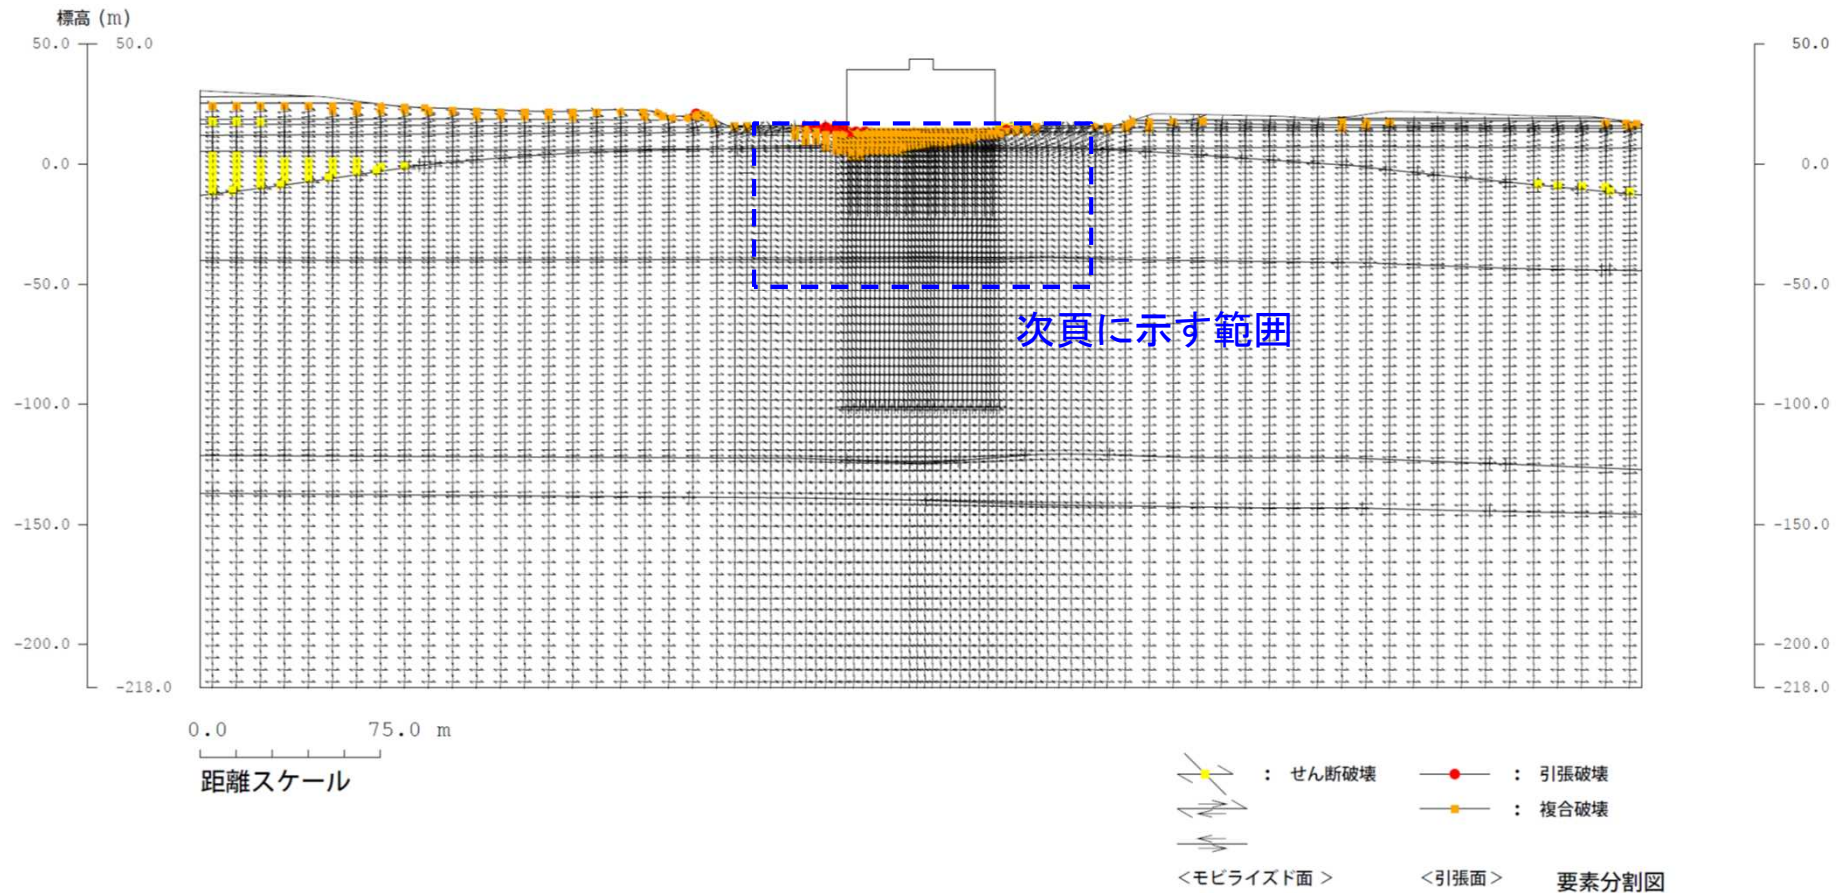 標高 (m)
50.0 50.0 50.0
0.0 0.0
-50.0 -50.0
次頁に示す範囲
-100.0 -100.0
-150.0 -150.0
-200.0 -200.0
-218.0 -218.0
0.0 75.0 m
距離スケール
: せん断破壊 : 引張破壊
: 複合破壊
<モビライズド面 > <引張面> 要素分割図